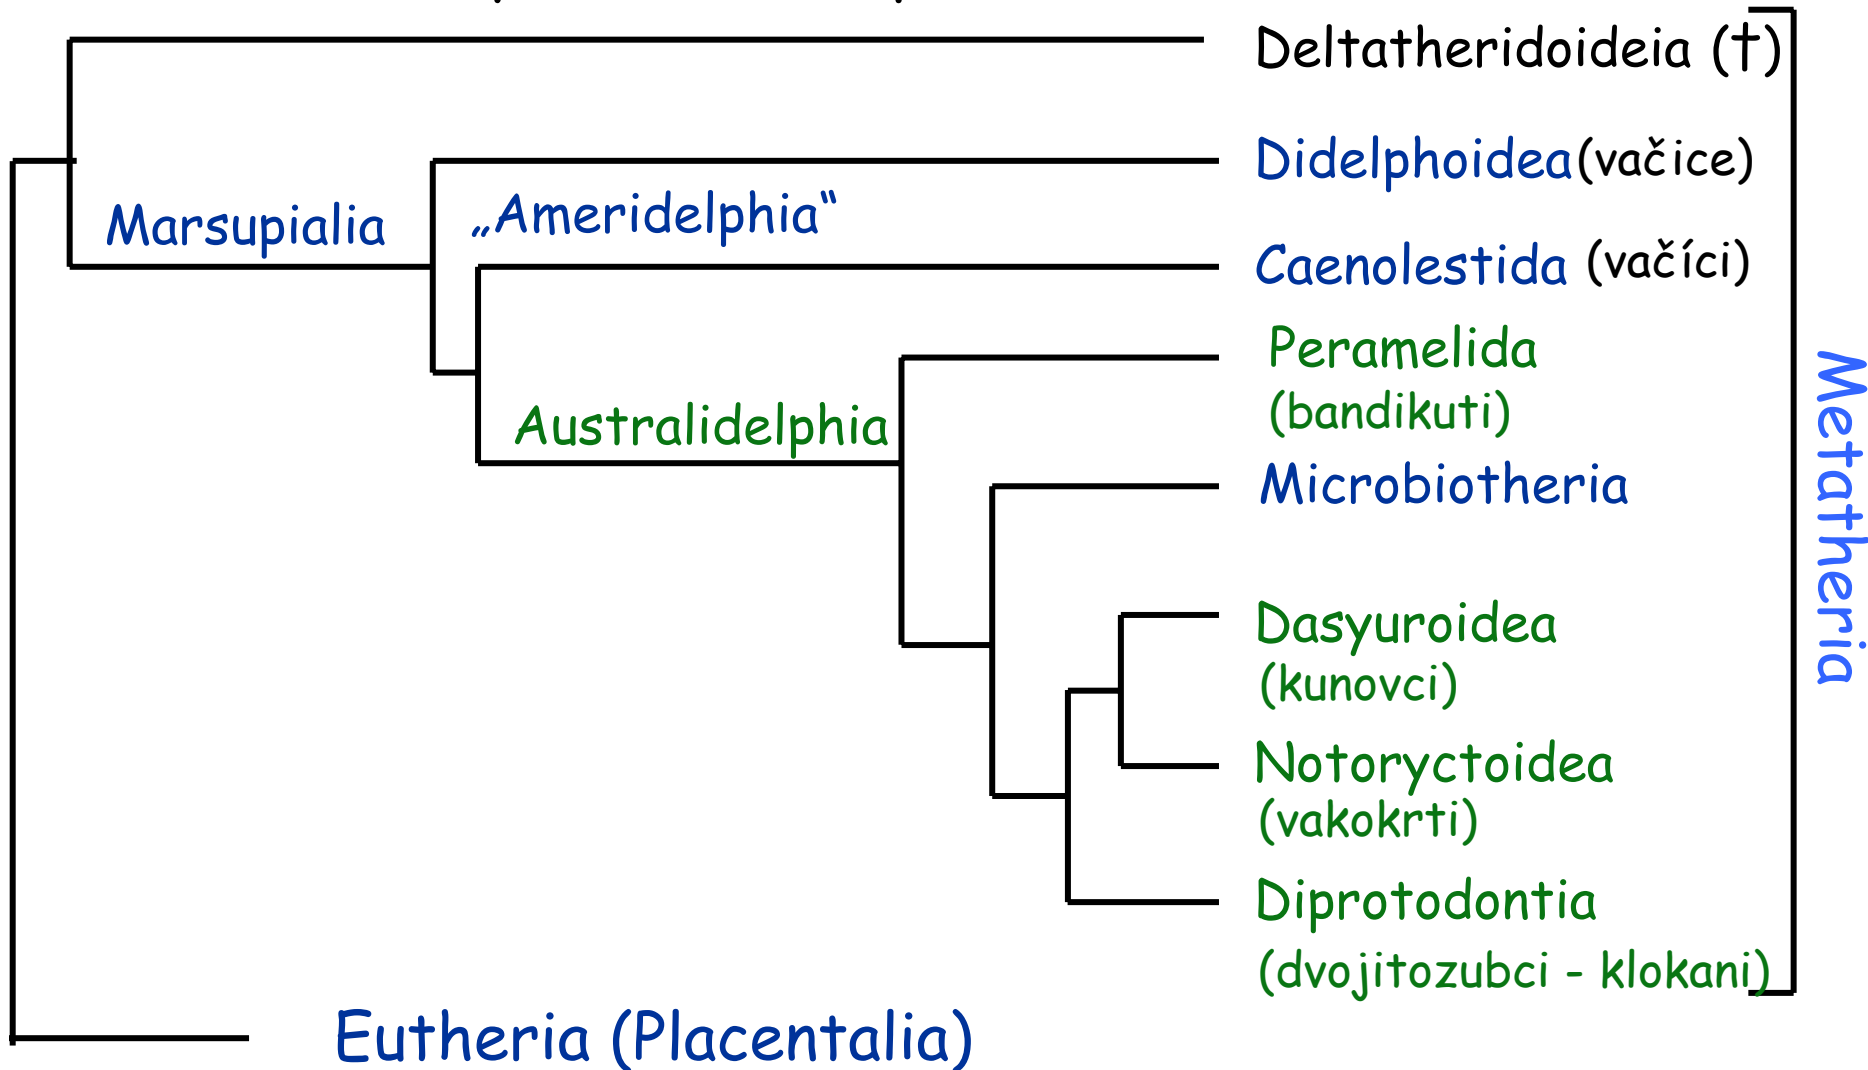 Deltatheridoideia (†)
Didelphoidea (vačice)
Marsupialia
„Ameridelphia“
Caenolestida (vačíci)
Peramelida
(bandikuti)
Australidelphia
Microbiotheria
Metatheria
Dasyuroidea
(kunovci)
Notoryctoidea
(vakokrti)
Diprotodontia
(dvojitozubci - klokani)
Eutheria (Placentalia)